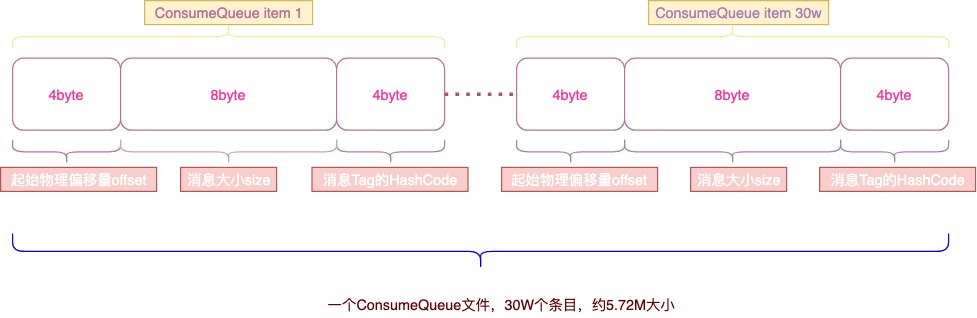 ConsumeQueue item 1
ConsumeQueue item 30w
4byte
8byte
4byte
4byte
8byte
4byte
起始物理偏移量offset
消息大小size
消息Tag的HashCode
起始物理偏移量offset
消息大小size
消息Tag的HashCode
一个ConsumeQueue文件，30W个条目，约5.72M大小